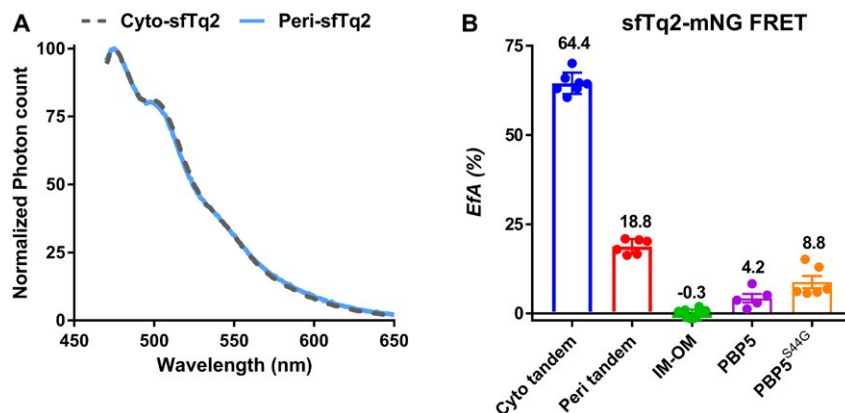 A
Cyto-sfTq2 Peri-sfTq2
Normalized Photon count
100
75
50
25
0
450 500 550 600 650
Wavelength (nm)
B
sfTq2-mNG FRET
EfA (%)
75
50
25
0
64.4
18.8
-0.3
4.2
8.8
Cyto tandem
Peri tandem
IM-OM
PBP5
PBP5^S44G